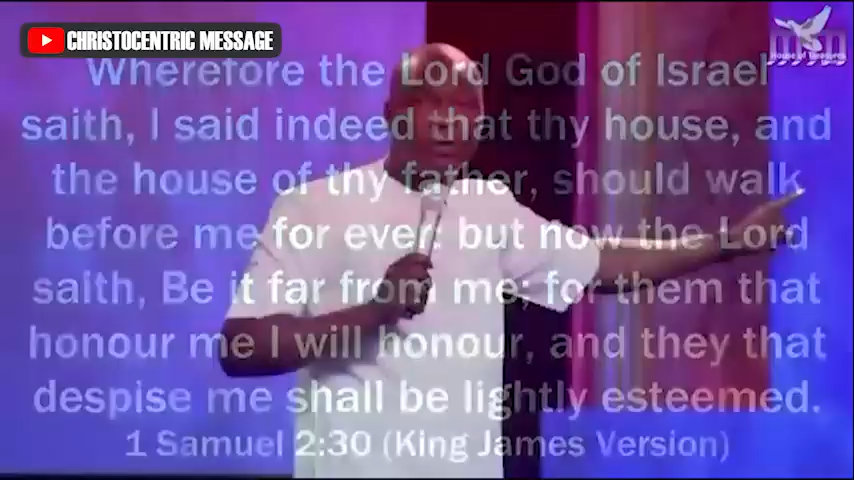 CHRISTOCENTRIC MESSAGE
House of Treasures
Wherefore the Lord God of Israel
saith, I said indeed that thy house, and
the house of thy father, should walk
before me for ever: but now the Lord
saith, Be it far from me; for them that
honour me I will honour, and they that
despise me shall be lightly esteemed.
1 Samuel 2:30 (King James Version)